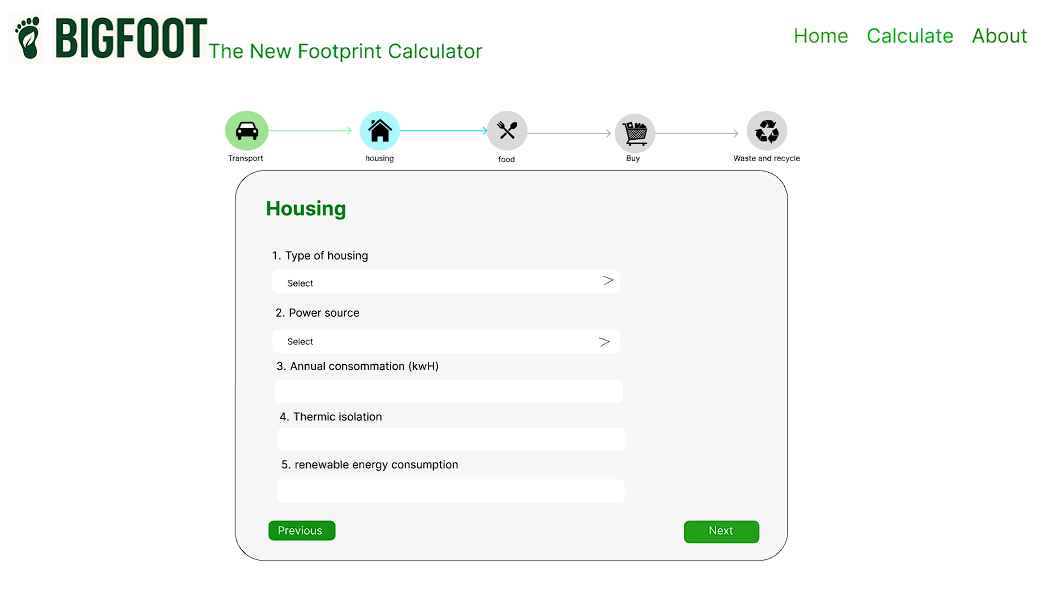 BIGFOOT
The New Footprint Calculator
Home Calculate About
Transport housing food Buy Waste and recycle
Housing
1. Type of housing
Select >
2. Power source
Select >
3. Annual consommation (kwH)
4. Thermic isolation
5. renewable energy consumption
Previous Next